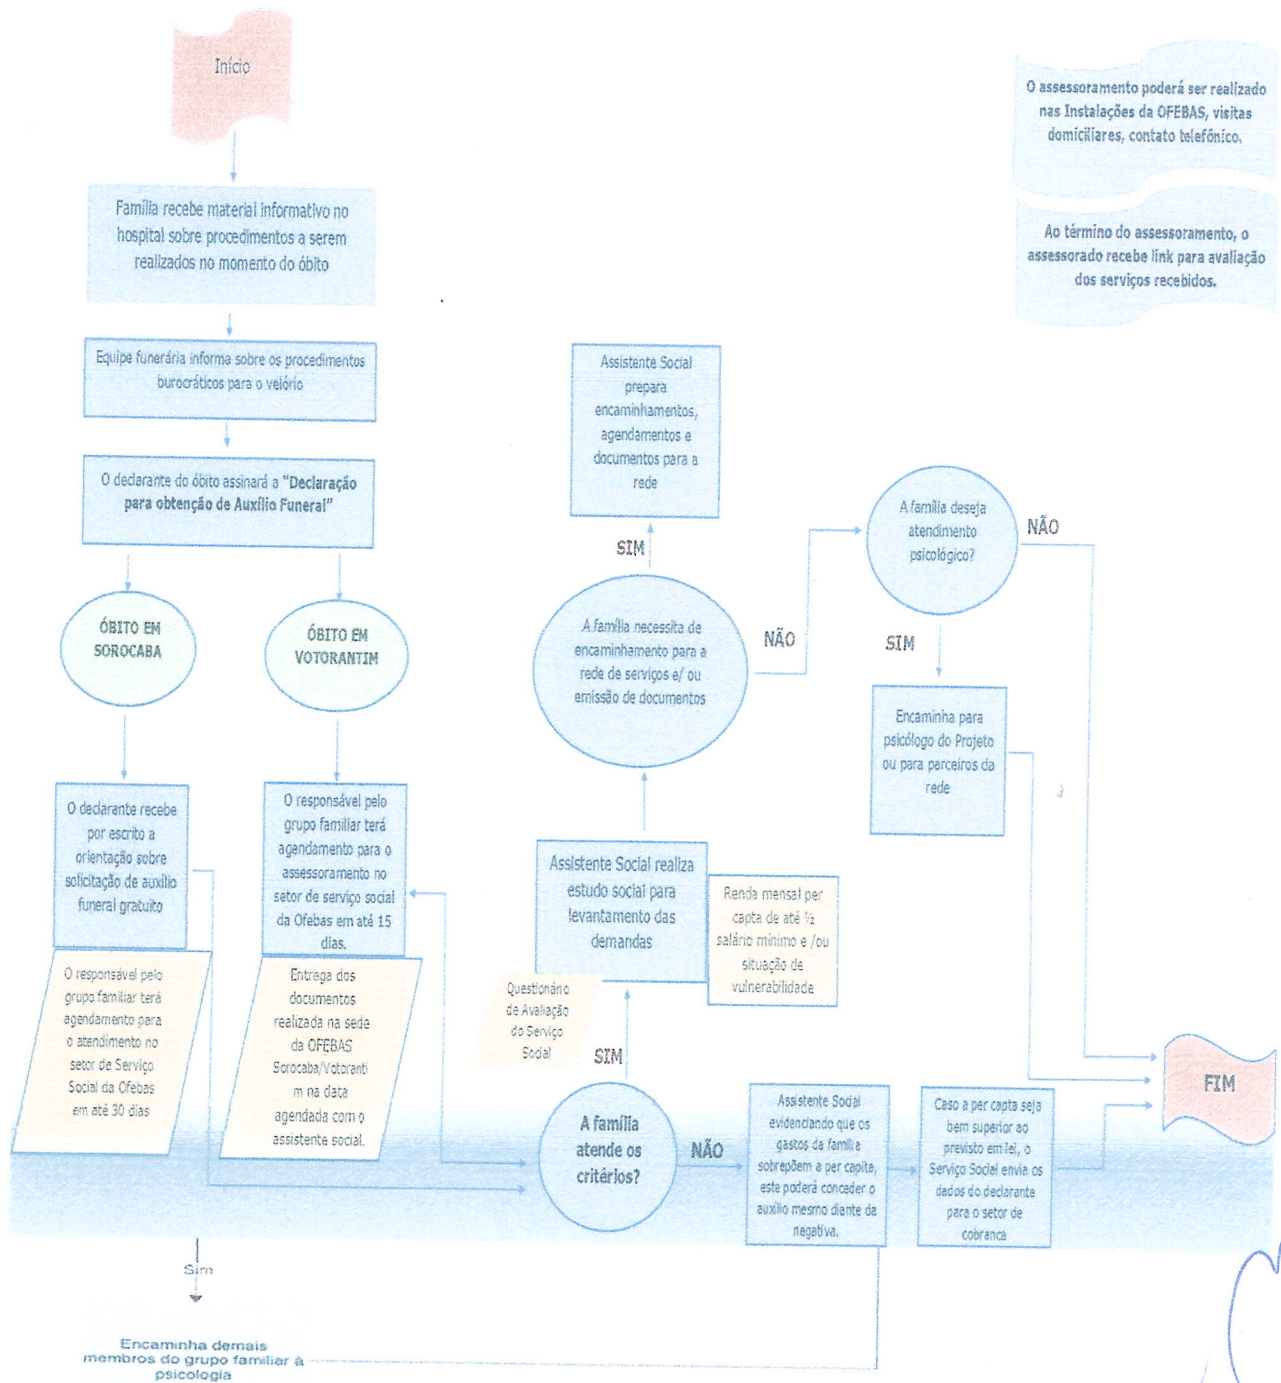 Início
O assessoramento poderá ser realizado
nas Instalações da OFEBAS, visitas
domiciliares, contato telefônico.
Ao término do assessoramento, o
assessorado recebe link para avaliação
dos serviços recebidos.
Família recebe material informativo no
hospital sobre procedimentos a serem
realizados no momento do óbito
Equipe funerária informa sobre os procedimentos
burocráticos para o velório
O declarante do óbito assinará a "Declaração
para obtenção de Auxílio Funeral"
ÓBITO EM
SOROCABA
ÓBITO EM
VOTORANTIM
O declarante recebe
por escrito a
orientação sobre
solicitação de auxílio
funeral gratuito
O responsável pelo
grupo familiar terá
agendamento para o
assessoramento no
setor de serviço social
da Ofebas em até 15
dias.
O responsável pelo
grupo familiar terá
agendamento para
o atendimento no
setor de Serviço
Social da Ofebas
em até 30 dias
Entrega dos
documentos
realizada na sede
da OFEBAS
Sorocaba/Votoranti
m na data
agendada com o
assistente social.
Assistente Social
prepara
encaminhamentos,
agendamentos e
documentos para a
rede
SIM
A família necessita de
encaminhamento para a
rede de serviços e/ ou
emissão de documentos
NÃO
A família deseja
atendimento
psicológico?
NÃO
SIM
Encaminha para
psicólogo do Projeto
ou para parceiros da
rede
Assistente Social realiza
estudo social para
levantamento das
demandas
Renda mensal per
capta de até ½
salário mínimo e /ou
situação de
vulnerabilidade
Questionário
de Avaliação
do Serviço
Social
SIM
A família
atende os
critérios?
NÃO
Assistente Social
evidenciando que os
gastos da família
sobrepõem a per capita,
este poderá conceder o
auxílio mesmo diante da
negativa.
Caso a per capta seja
bem superior ao
previsto em lei, o
Serviço Social envia os
dados do declarante
para o setor de
cobranca
FIM
Sim
Encaminha demais
membros do grupo familiar à
psicologia